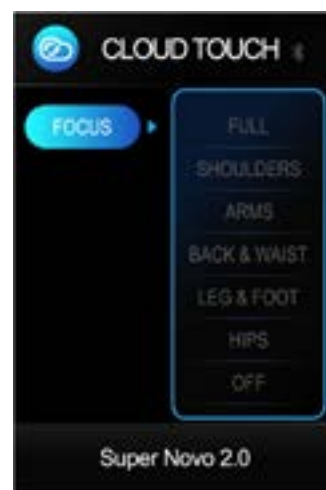 CLOUD TOUCH
FOCUS
FULL
SHOULDERS
ARMS
BACK & WAIST
LEG & FOOT
HIPS
OFF
Super Novo 2.0